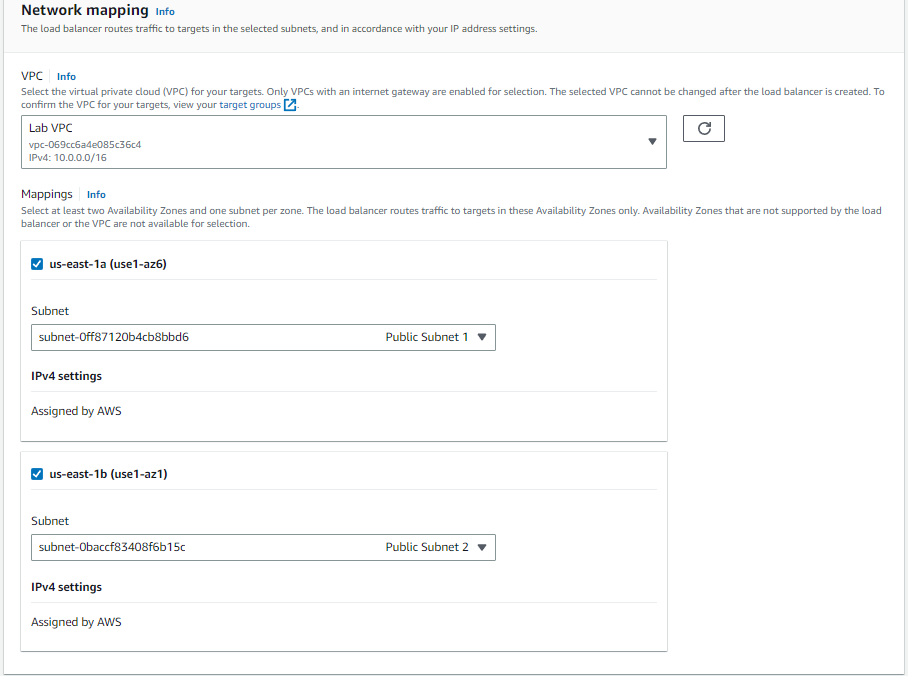 Network mapping Info
The load balancer routes traffic to targets in the selected subnets, and in accordance with your IP address settings.
VPC Info
Select the virtual private cloud (VPC) for your targets. Only VPCs with an internet gateway are enabled for selection. The selected VPC cannot be changed after the load balancer is created. To
confirm the VPC for your targets, view your target groups.
Lab VPC
vpc-069cc6a4e085c36c4
IPv4: 10.0.0.0/16
Mappings Info
Select at least two Availability Zones and one subnet per zone. The load balancer routes traffic to targets in these Availability Zones only. Availability Zones that are not supported by the load
balancer or the VPC are not available for selection.
us-east-1a (use1-az6)
Subnet
subnet-0ff87120b4cb8bbd6 Public Subnet 1
IPv4 settings
Assigned by AWS
us-east-1b (use1-az1)
Subnet
subnet-0baccf83408f6b15c Public Subnet 2
IPv4 settings
Assigned by AWS